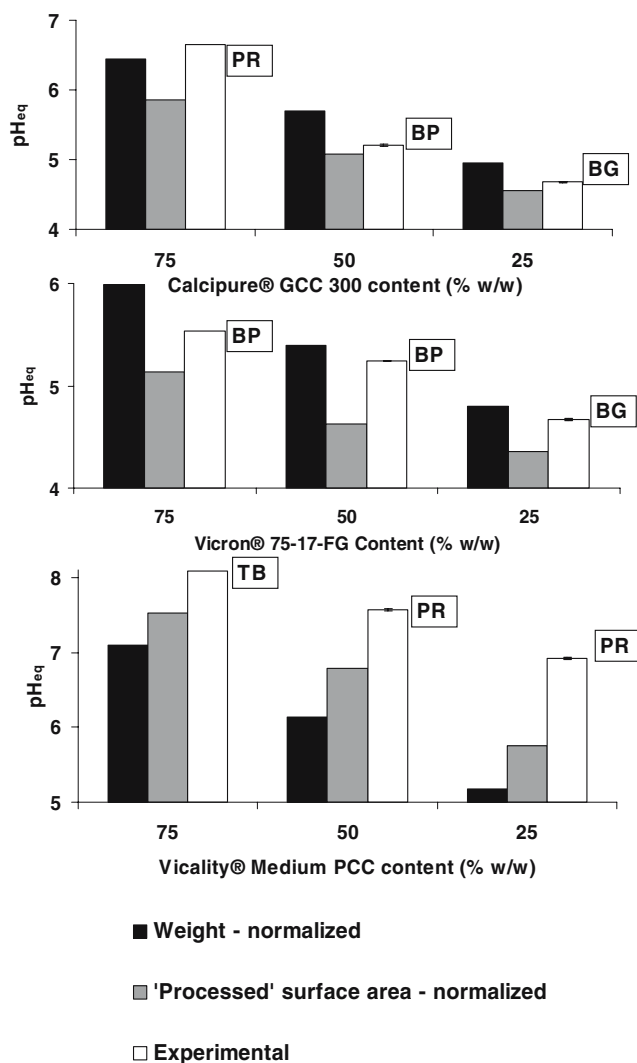 7
6
5
4
pHeq
PR
BP
BG
75 50 25
Calcipure® GCC 300 content (% w/w)
6
5
4
pHeq
BP
BP
BG
75 50 25
Vicron® 75-17-FG Content (% w/w)
8
7
6
5
pHeq
TB
PR
PR
75 50 25
Vicality® Medium PCC content (% w/w)
Weight - normalized
'Processed' surface area - normalized
Experimental